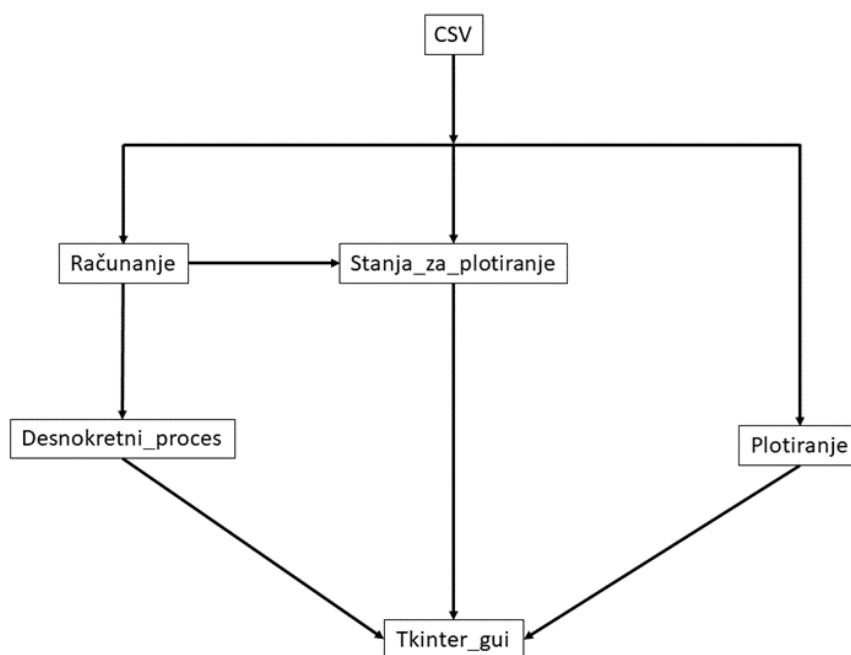 CSV
Računanje
Stanja_za_plotiranje
Desnokretni_proces
Plotiranje
Tkinter_gui